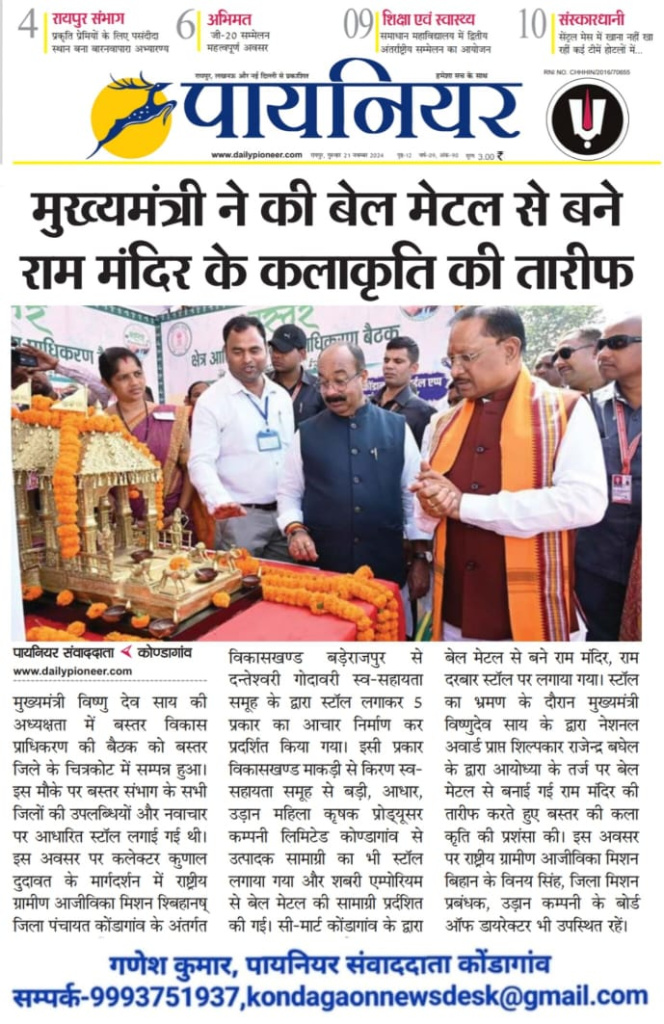 4 रायपुर संभाग
प्रकृति प्रेमियों के लिए पसंदीदा
स्थान बना बारनवापारा अभ्यारण्य
6 अभिमत
जी-20 सम्मेलन
महत्वपूर्ण अवसर
09 शिक्षा एवं स्वास्थ्य
समाधान महाविद्यालय में द्वितीय
अंतर्राष्ट्रीय सम्मेलन का आयोजन
10 संस्कारधानी
सेंट्रल मेस में खाना नहीं खा
रहीं कई टीमें होटलों में...
रायपुर, लखनऊ और नई दिल्ली से प्रकाशित
हमेशा सच के साथ
RNI NO. CHHHIN/2016/70655
पायनियर
www.dailypioneer.com रायपुर, गुरुवार 21 नवम्बर 2024 पृष्ठ-12 वर्ष-09, अंक-90 मूल्य 3.00 ₹
मुख्यमंत्री ने की बेल मेटल से बने
राम मंदिर के कलाकृति की तारीफ
क्षेत्र आ
धिकरण बैठक
पायनियर संवाददाता कोण्डागांव
www.dailypioneer.com
मुख्यमंत्री विष्णु देव साय की
अध्यक्षता में बस्तर विकास
प्राधिकरण की बैठक को बस्तर
जिले के चित्रकोट में सम्पन्न हुआ।
इस मौके पर बस्तर संभाग के सभी
जिलों की उपलब्धियों और नवाचार
पर आधारित स्टॉल लगाई गई थी।
इस अवसर पर कलेक्टर कुणाल
दुदावत के मार्गदर्शन में राष्ट्रीय
ग्रामीण आजीविका मिशन श्बिहानष्
जिला पंचायत कोंडागांव के अंतर्गत
विकासखण्ड बड़ेराजपुर से
दन्तेश्वरी गोदावरी स्व-सहायता
समूह के द्वारा स्टॉल लगाकर 5
प्रकार का आचार निर्माण कर
प्रदर्शित किया गया। इसी प्रकार
विकासखण्ड माकड़ी से किरण स्व-
सहायता समूह से बड़ी, आधार,
उड़ान महिला कृषक प्रोड्यूसर
कम्पनी लिमिटेड कोण्डागांव से
उत्पादक सामाग्री का भी स्टॉल
लगाया गया और शबरी एम्पोरियम
से बेल मेटल की सामाग्री प्रर्दशित
की गई। सी-मार्ट कोंडागांव के द्वारा
बेल मेटल से बने राम मंदिर, राम
दरबार स्टॉल पर लगाया गया। स्टॉल
का भ्रमण के दौरान मुख्यमंत्री
विष्णुदेव साय के द्वारा नेशनल
अवार्ड प्राप्त शिल्पकार राजेन्द्र बघेल
के द्वारा आयोध्या के तर्ज पर बेल
मेटल से बनाई गई राम मंदिर की
तारीफ करते हुए बस्तर की कला
कृति की प्रशंसा की। इस अवसर
पर राष्ट्रीय ग्रामीण आजीविका मिशन
बिहान के विनय सिंह, जिला मिशन
प्रबंधक, उड़ान कम्पनी के बोर्ड
ऑफ डायरेक्टर भी उपस्थित रहें।
गणेश कुमार, पायनियर संवाददाता कोंडागांव
सम्पर्क-9993751937,kondagaonnewsdesk@gmail.com